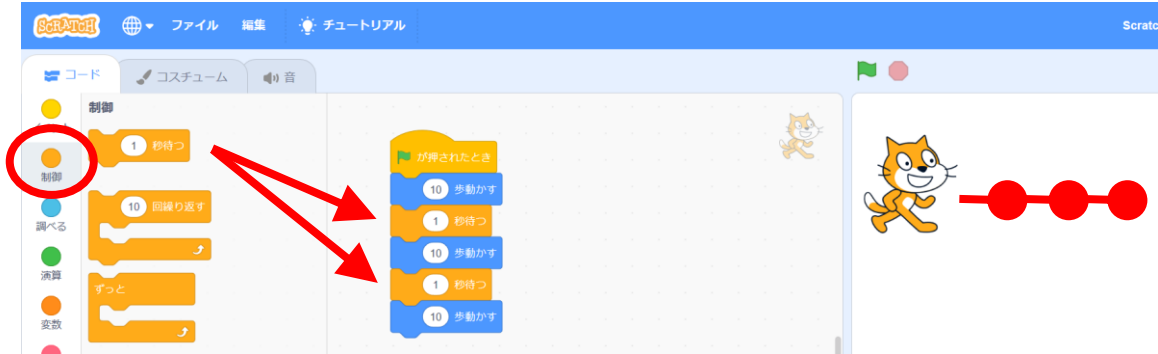 SCRATCH ファイル 編集 チュートリアル Scratc
コード コスチューム 音
制御
1 秒待つ
10 回繰り返す
ずっと
制御
調べる
演算
変数
が押されたとき
10 歩動かす
1 秒待つ
10 歩動かす
1 秒待つ
10 歩動かす